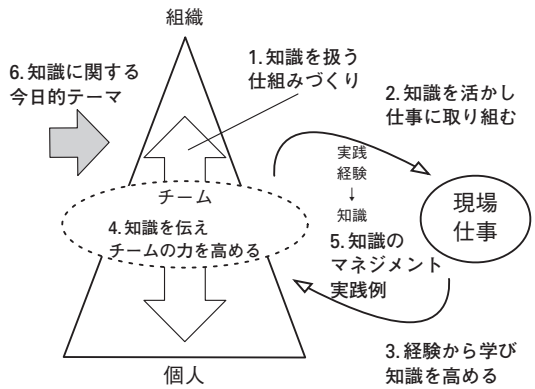 組織
6.知識に関する
今日的テーマ
1.知識を扱う
仕組みづくり
2.知識を活かし
仕事に取り組む
実践
経験
↓
知識
チーム
4.知識を伝え
チームの力を高める
現場
仕事
5.知識の
マネジメント
実践例
3.経験から学び
知識を高める
個人